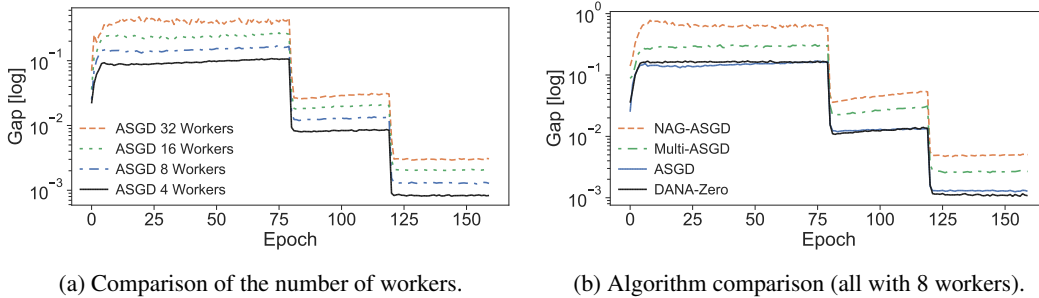 Gap [log]
10⁻¹
10⁻²
10⁻³
ASGD 32 Workers
ASGD 16 Workers
ASGD 8 Workers
ASGD 4 Workers
0 25 50 75 100 125 150
Epoch
(a) Comparison of the number of workers.
Gap [log]
10⁰
10⁻¹
10⁻²
10⁻³
NAG-ASGD
Multi-ASGD
ASGD
DANA-Zero
0 25 50 75 100 125 150
Epoch
(b) Algorithm comparison (all with 8 workers).